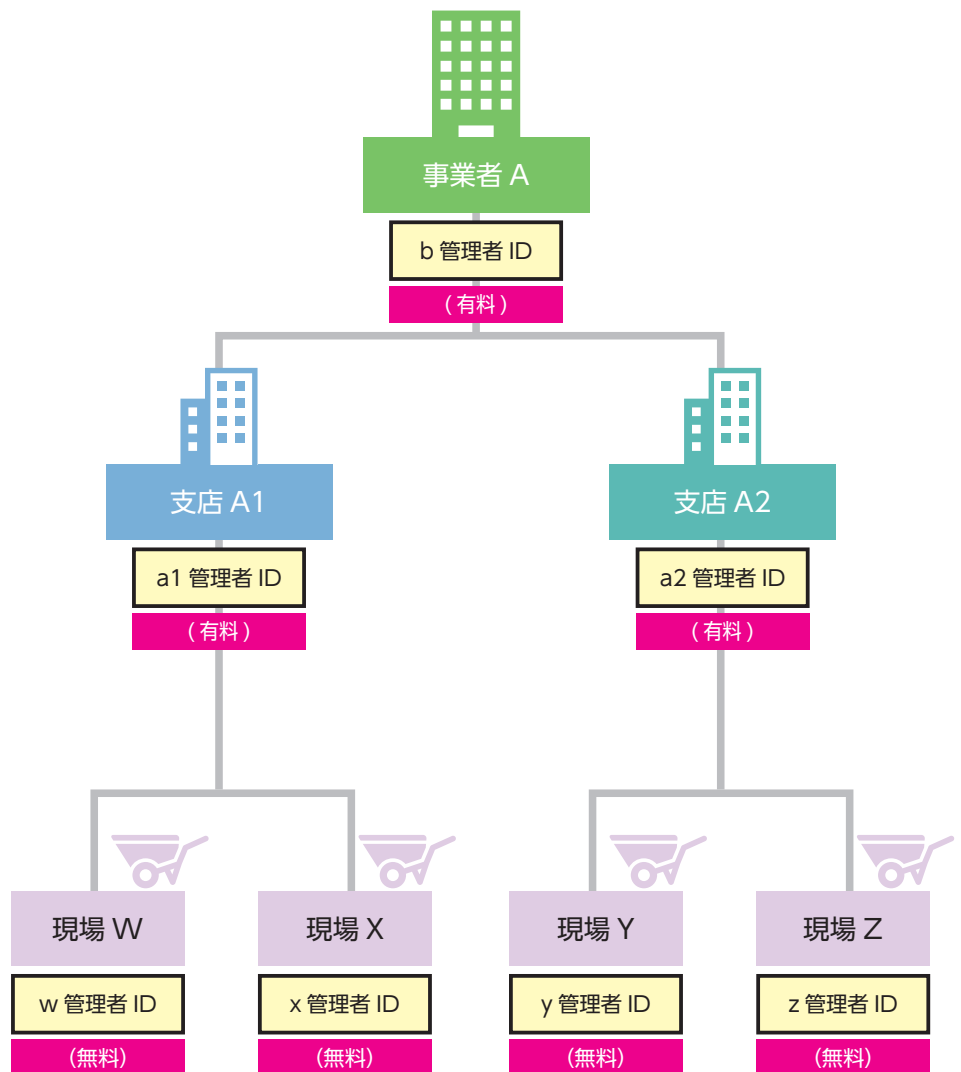 事業者 A
b 管理者 ID
( 有料 )
支店 A1
支店 A2
a1 管理者 ID
a2 管理者 ID
( 有料 )
( 有料 )
現場 W
現場 X
現場 Y
現場 Z
w 管理者 ID
x 管理者 ID
y 管理者 ID
z 管理者 ID
(無料)
(無料)
(無料)
(無料)